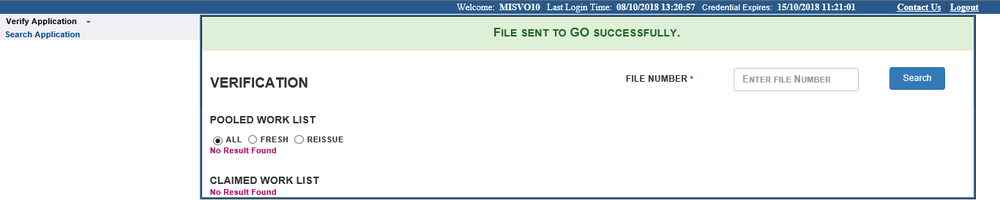 Welcome: MISVO10 Last Login Time: 08/10/2018 13:20:57 Credential Expires: 15/10/2018 11:21:01 Contact Us | Logout
Verify Application
Search Application
FILE SENT TO GO SUCCESSFULLY.
VERIFICATION
FILE NUMBER *
ENTER FILE NUMBER
Search
POOLED WORK LIST
ALL FRESH REISSUE
No Result Found
CLAIMED WORK LIST
No Result Found